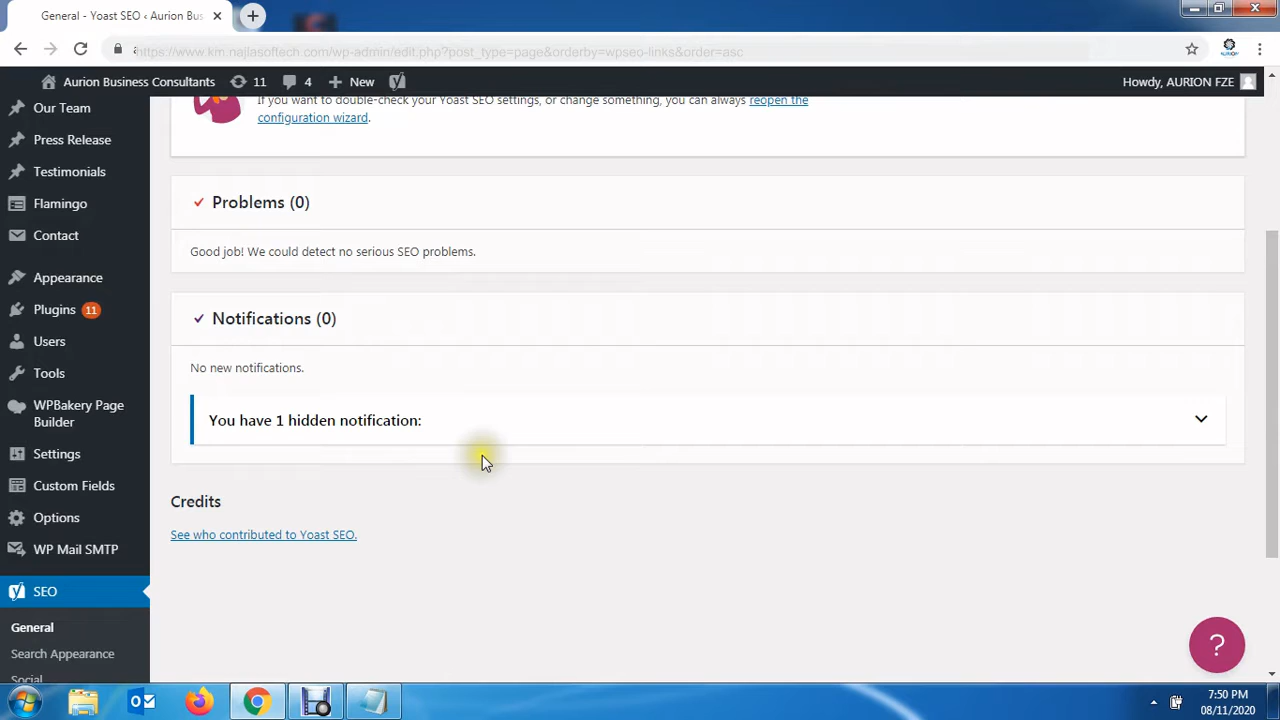 General - Yoast SEO ‹ Aurion Bus
https://www.km.najlasoftech.com/wp-admin/edit.php?post_type=page&orderby=wpseo-links&order=asc
Aurion Business Consultants 11 4 New Howdy, AURION FZE
Our Team
Press Release
Testimonials
Flamingo
Contact
Appearance
Plugins 11
Users
Tools
WPBakery Page
Builder
Settings
Custom Fields
Options
WP Mail SMTP
SEO
General
Search Appearance
Social
If you want to double-check your Yoast SEO settings, or change something, you can always reopen the
configuration wizard.
Problems (0)
Good job! We could detect no serious SEO problems.
Notifications (0)
No new notifications.
You have 1 hidden notification:
Credits
See who contributed to Yoast SEO.
?
7:50 PM
08/11/2020